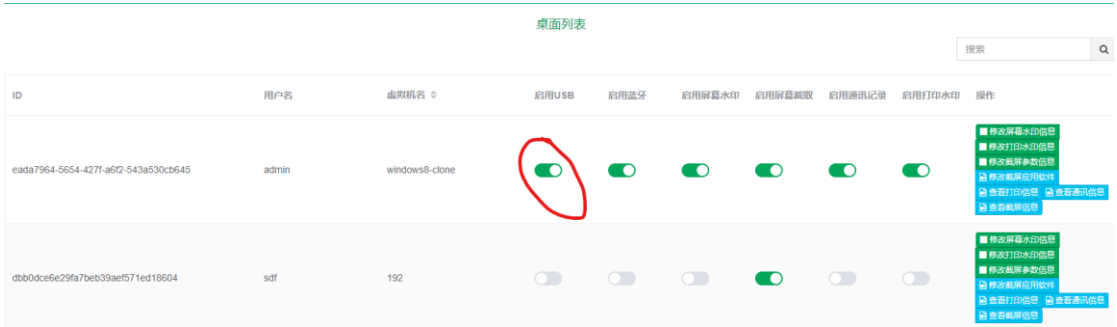 桌面列表
搜索
ID 用户名 虚拟机名 启用USB 启用蓝牙 启用屏幕水印 启用屏幕截取 启用通讯记录 启用打印水印 操作
修改屏幕水印信息
修改打印水印信息
修改截屏参数信息
eada7964-5654-427f-a6f2-543a530cb645 admin windows8-clone
修改截屏应用软件
查看打印信息 查看通讯信息
查看截屏信息
修改屏幕水印信息
修改打印水印信息
修改截屏参数信息
dbb0dce6e29fa7beb39aef571ed18604 sdf 192
修改截屏应用软件
查看打印信息 查看通讯信息
查看截屏信息